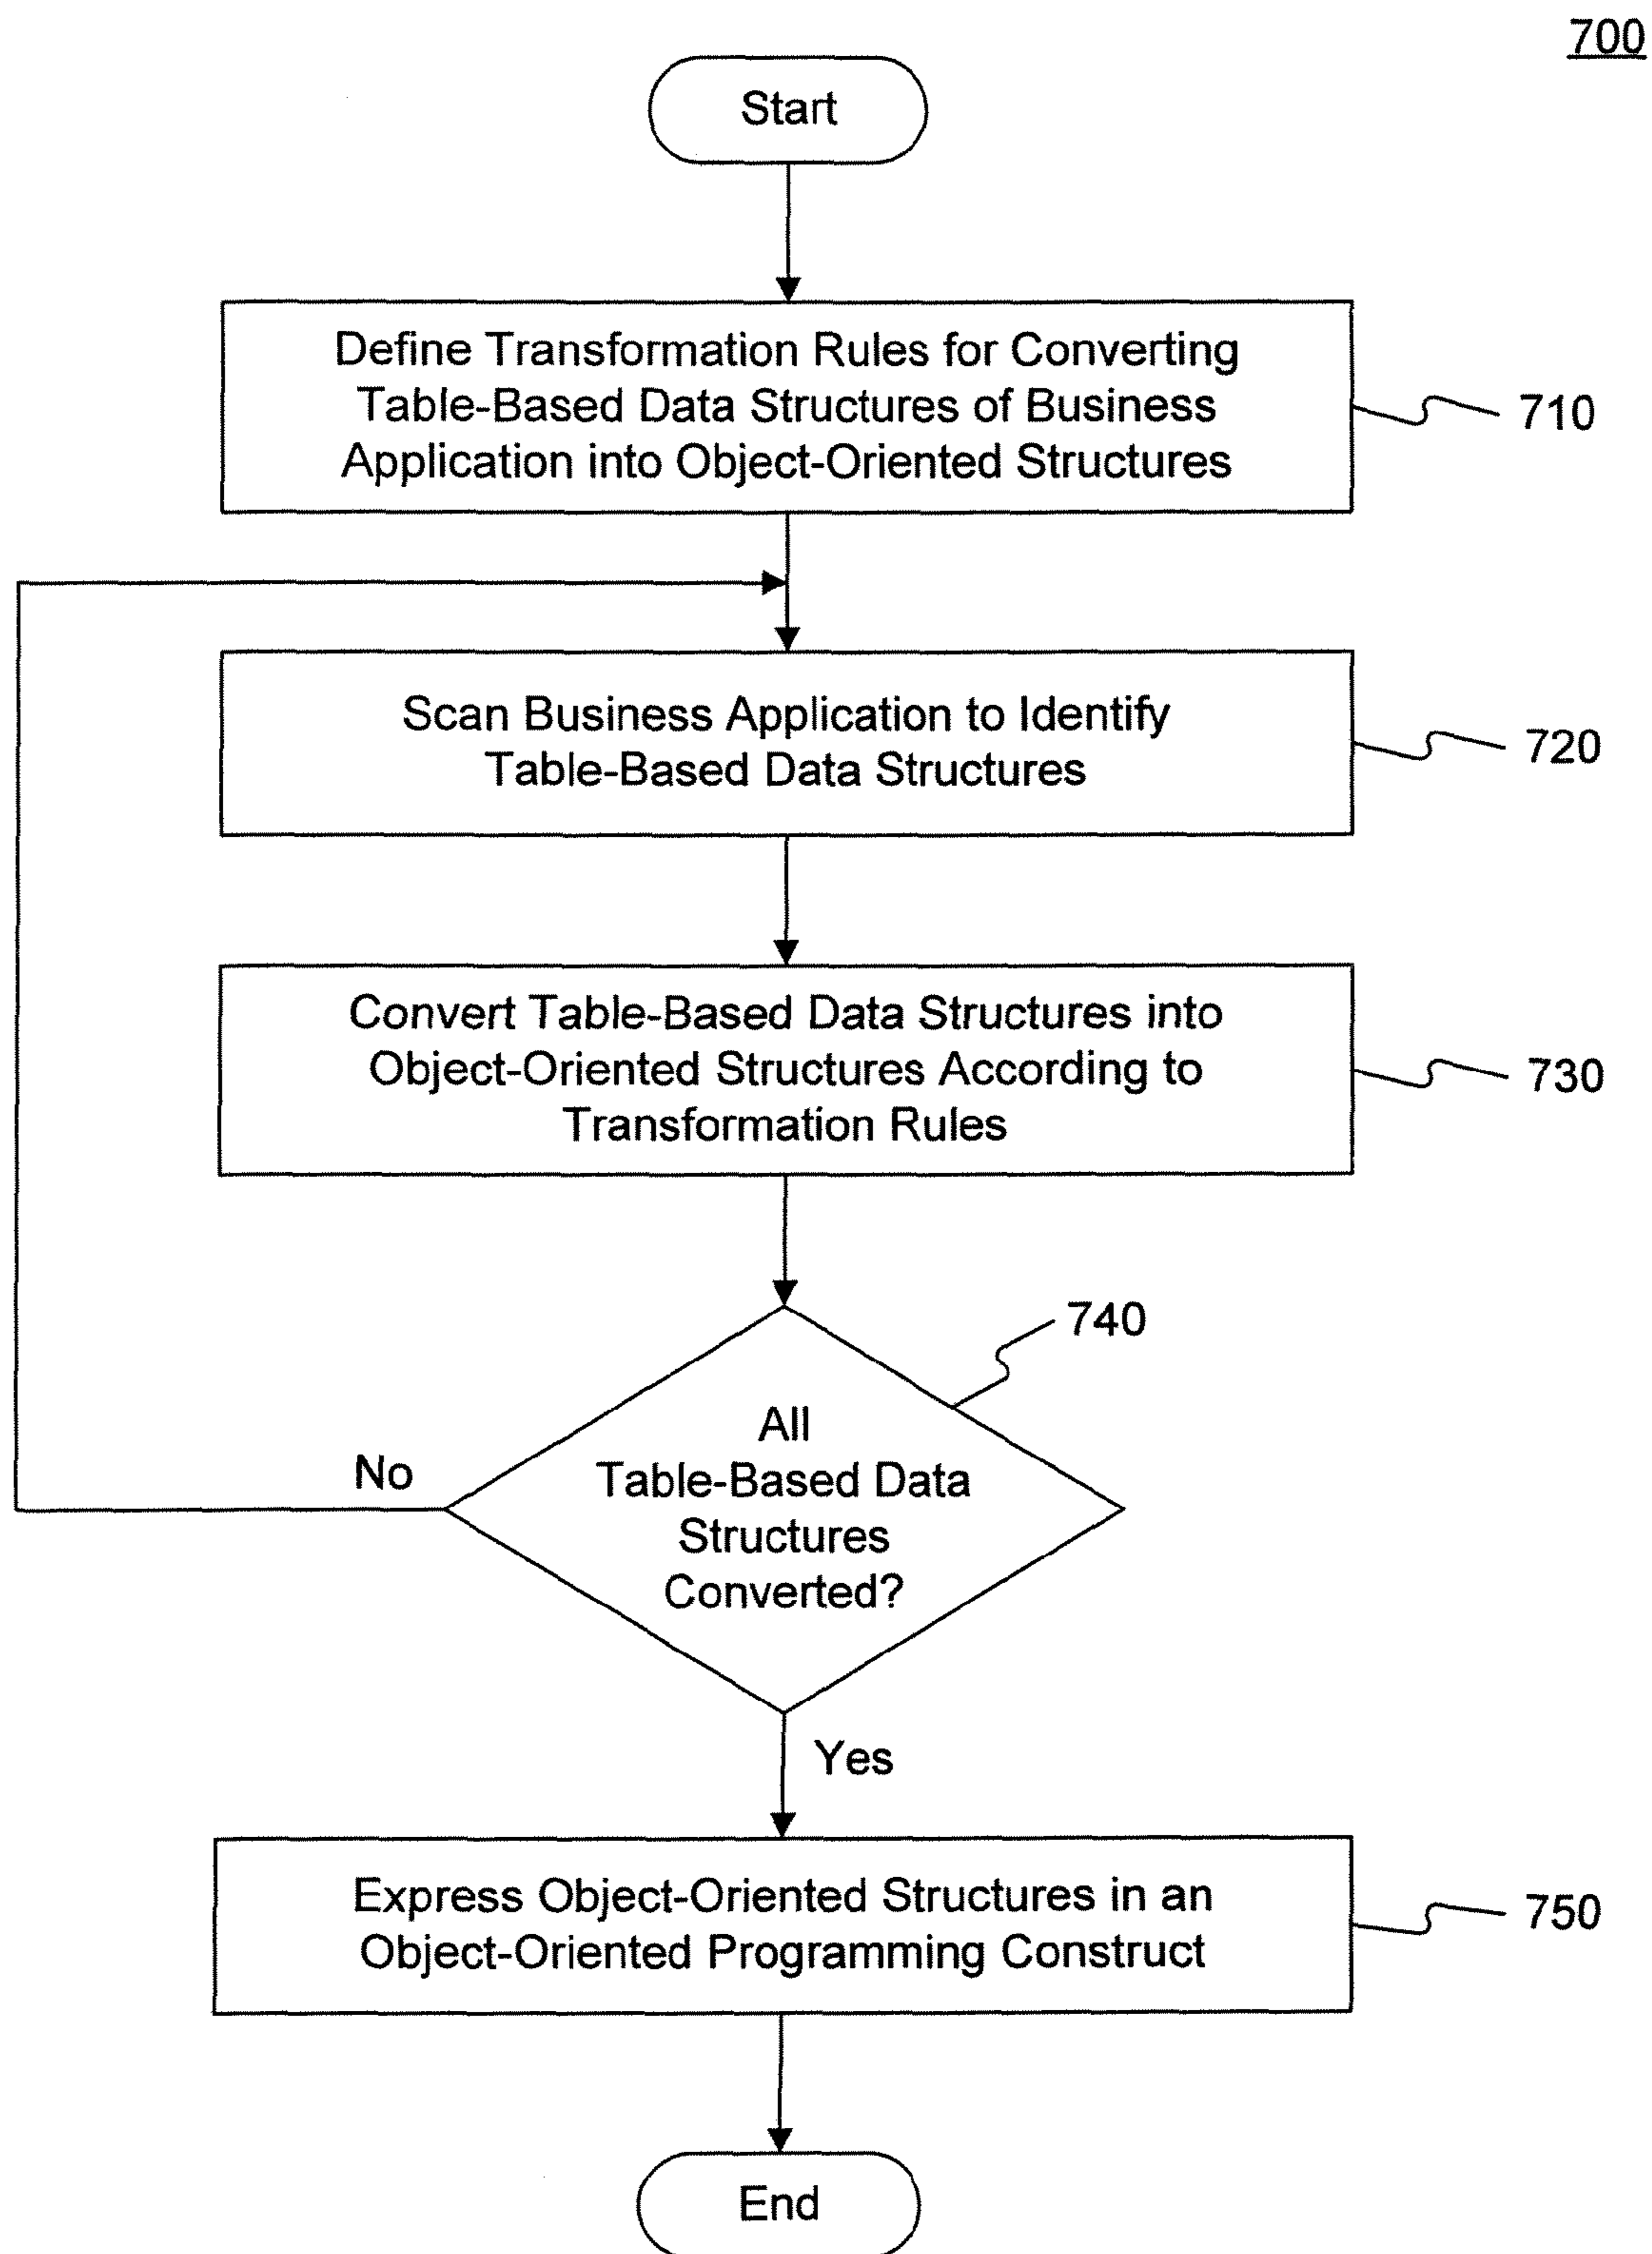 700
Start
Define Transformation Rules for Converting
Table-Based Data Structures of Business
Application into Object-Oriented Structures
710
Scan Business Application to Identify
Table-Based Data Structures
720
Convert Table-Based Data Structures into
Object-Oriented Structures According to
Transformation Rules
730
740
All
Table-Based Data
Structures
Converted?
No
Yes
Express Object-Oriented Structures in an
Object-Oriented Programming Construct
750
End